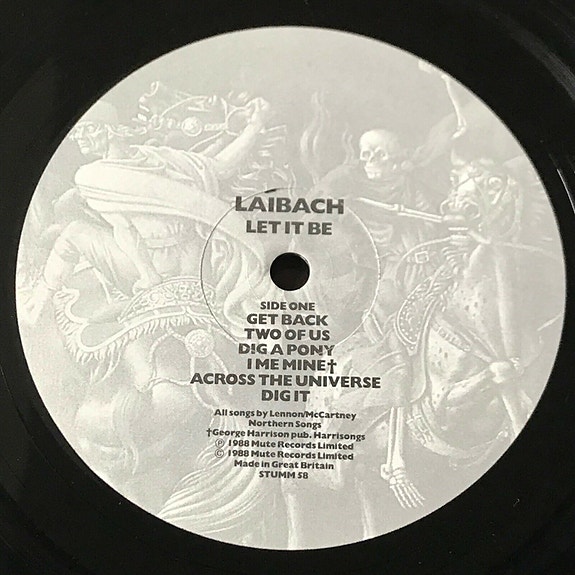 LAIBACH
LET IT BE
SIDE ONE
GET BACK
TWO OF US
DIG A PONY
I ME MINE†
ACROSS THE UNIVERSE
DIG IT
All songs by Lennon/McCartney
Northern Songs
†George Harrison pub. Harrisongs
℗ 1988 Mute Records Limited
© 1988 Mute Records Limited
Made in Great Britain
STUMM 58